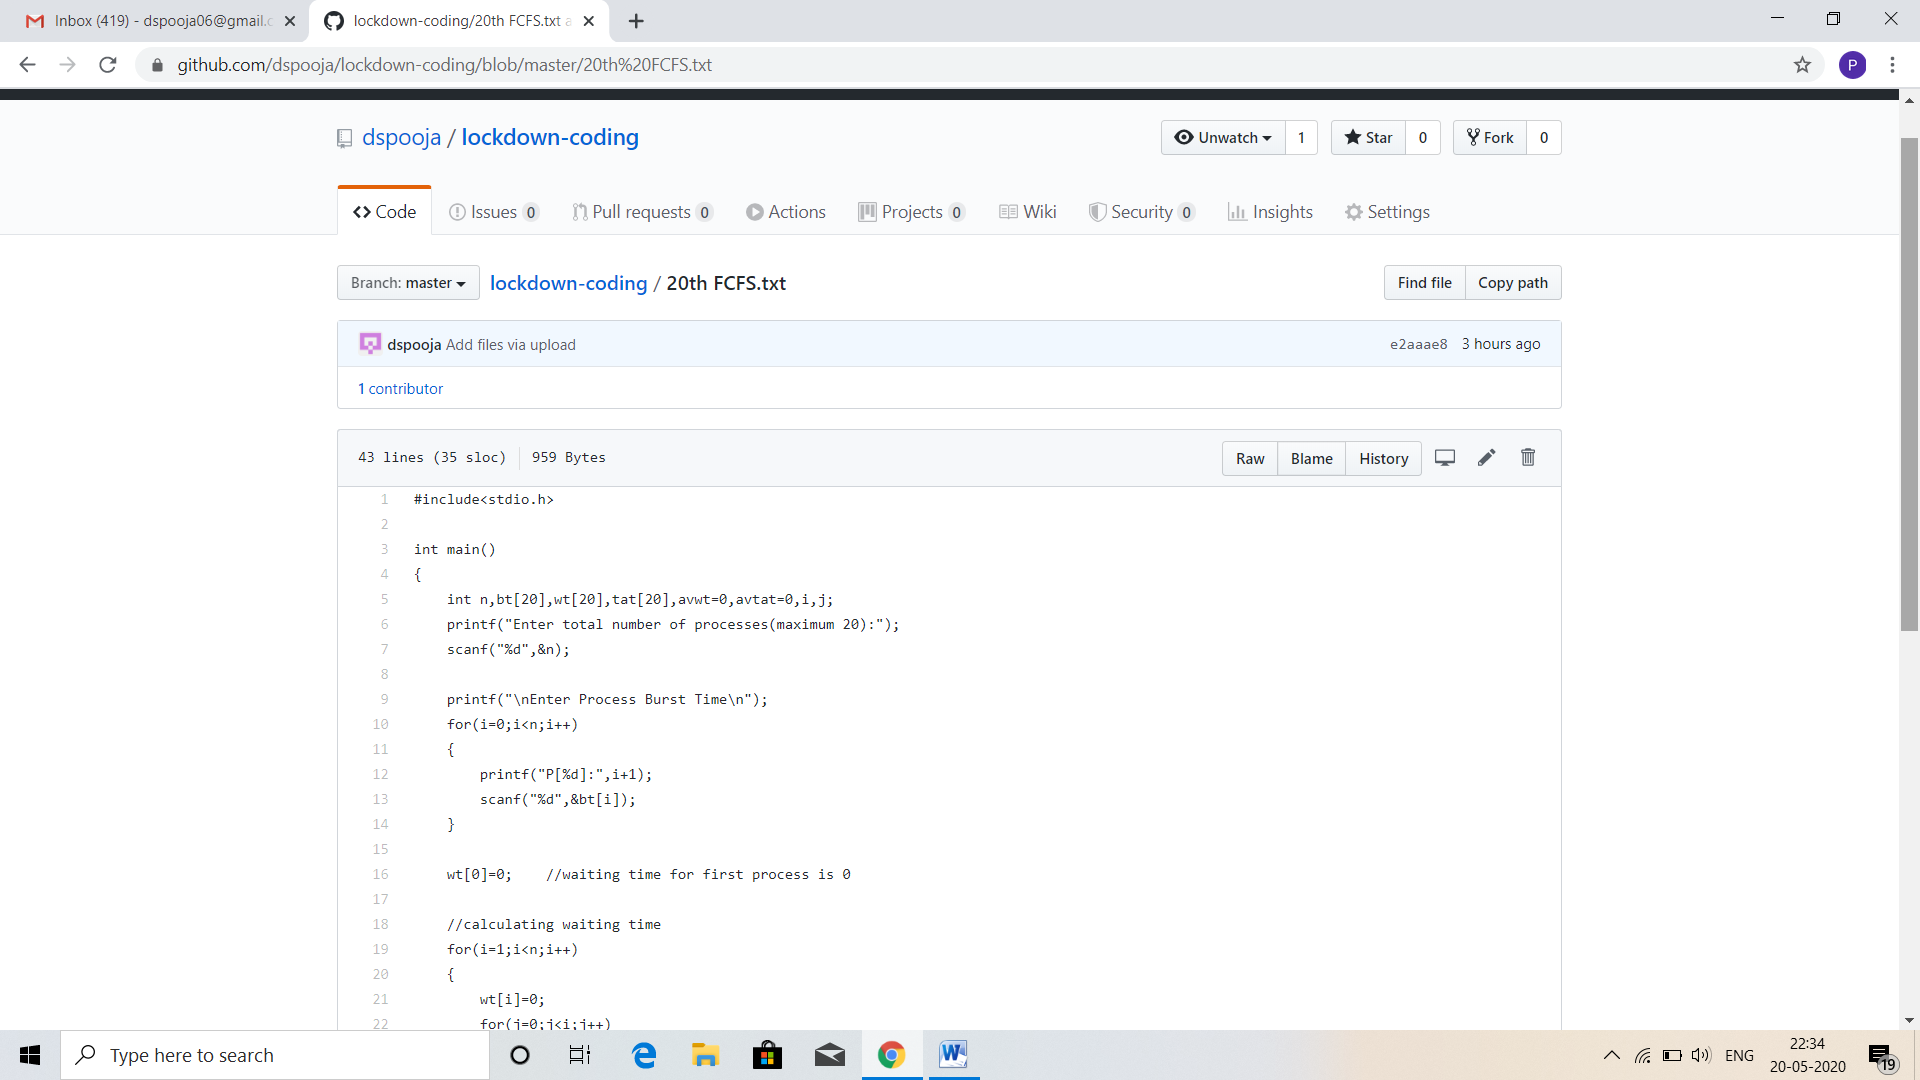 Inbox (419) - dspooja06@gmail.c
lockdown-coding/20th FCFS.txt a
github.com/dspooja/lockdown-coding/blob/master/20th%20FCFS.txt
P
dspooja / lockdown-coding
Unwatch 1 Star 0 Fork 0
Code Issues 0 Pull requests 0 Actions Projects 0 Wiki Security 0 Insights Settings
Branch: master lockdown-coding / 20th FCFS.txt Find file Copy path
dspooja Add files via upload e2aaae8 3 hours ago
1 contributor
43 lines (35 sloc) 959 Bytes Raw Blame History
1 #include<stdio.h>
2
3 int main()
4 {
5 int n,bt[20],wt[20],tat[20],avwt=0,avtat=0,i,j;
6 printf("Enter total number of processes(maximum 20):");
7 scanf("%d",&n);
8
9 printf("\nEnter Process Burst Time\n");
10 for(i=0;i<n;i++)
11 {
12 printf("P[%d]:",i+1);
13 scanf("%d",&bt[i]);
14 }
15
16 wt[0]=0; //waiting time for first process is 0
17
18 //calculating waiting time
19 for(i=1;i<n;i++)
20 {
21 wt[i]=0;
22 for(j=0;j<i;j++)
Type here to search
ENG
22:34
20-05-2020
19